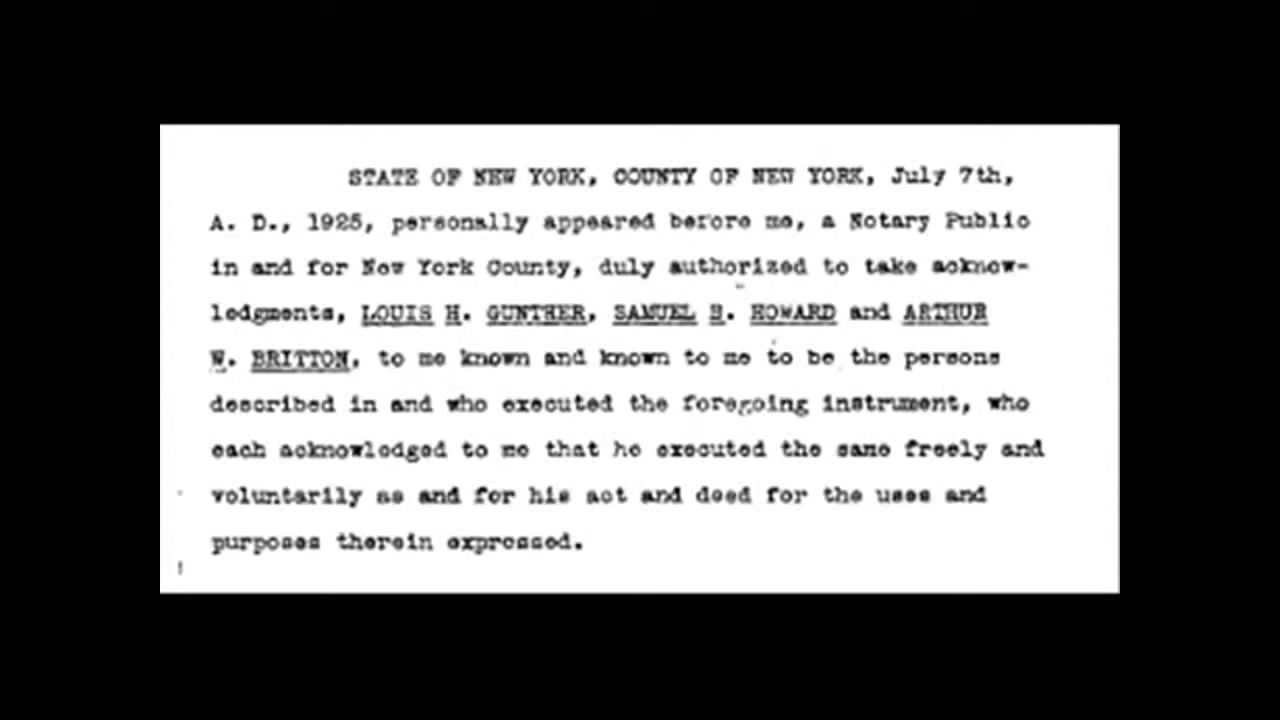 STATE OF NEW YORK, COUNTY OF NEW YORK, July 7th,
A. D., 1925, personally appeared before me, a Notary Public
in and for New York County, duly authorized to take acknow-
ledgments, LOUIS H. GUNTHER, SAMUEL B. HOWARD and ARTHUR
W. BRITTON, to me known and known to me to be the persons
described in and who executed the foregoing instrument, who
each acknowledged to me that he executed the same freely and
voluntarily as and for his act and deed for the uses and
purposes therein expressed.